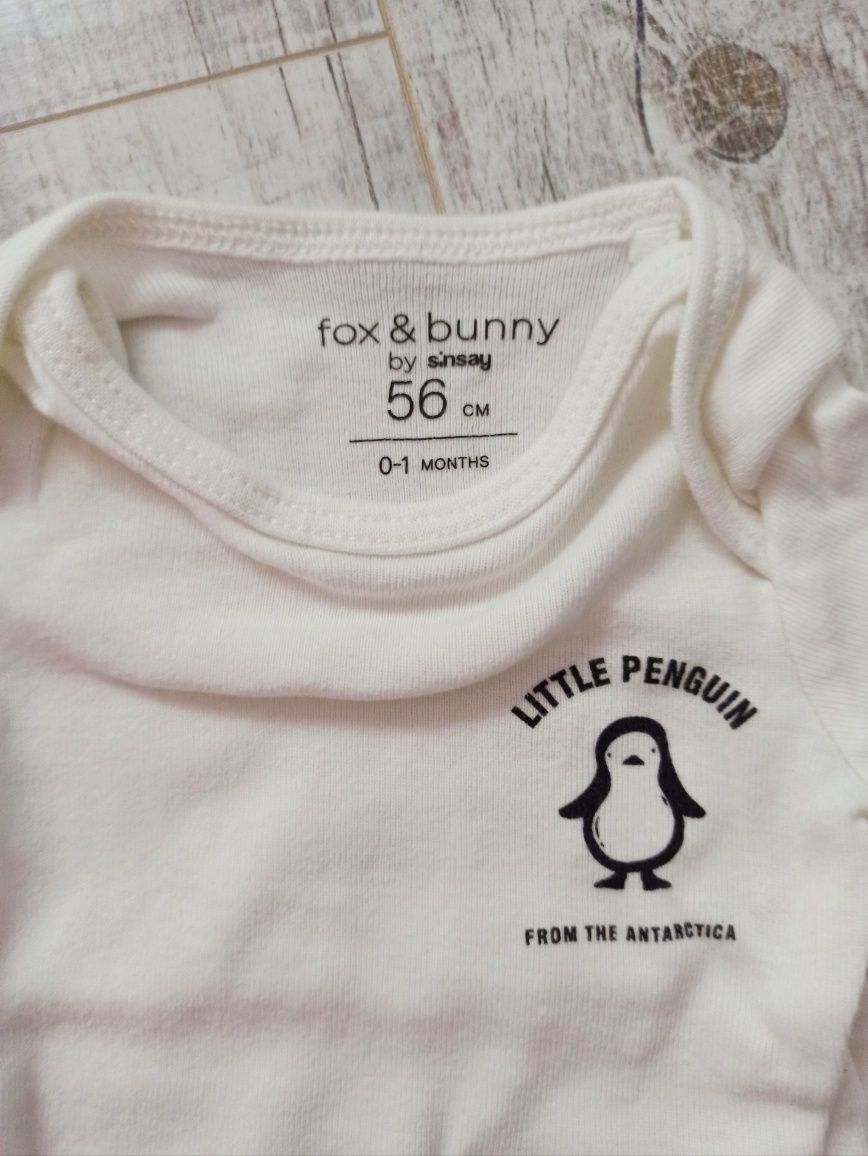 fox & bunny
by sinsay
56 CM
0-1 MONTHS
LITTLE PENGUIN
FROM THE ANTARCTICA